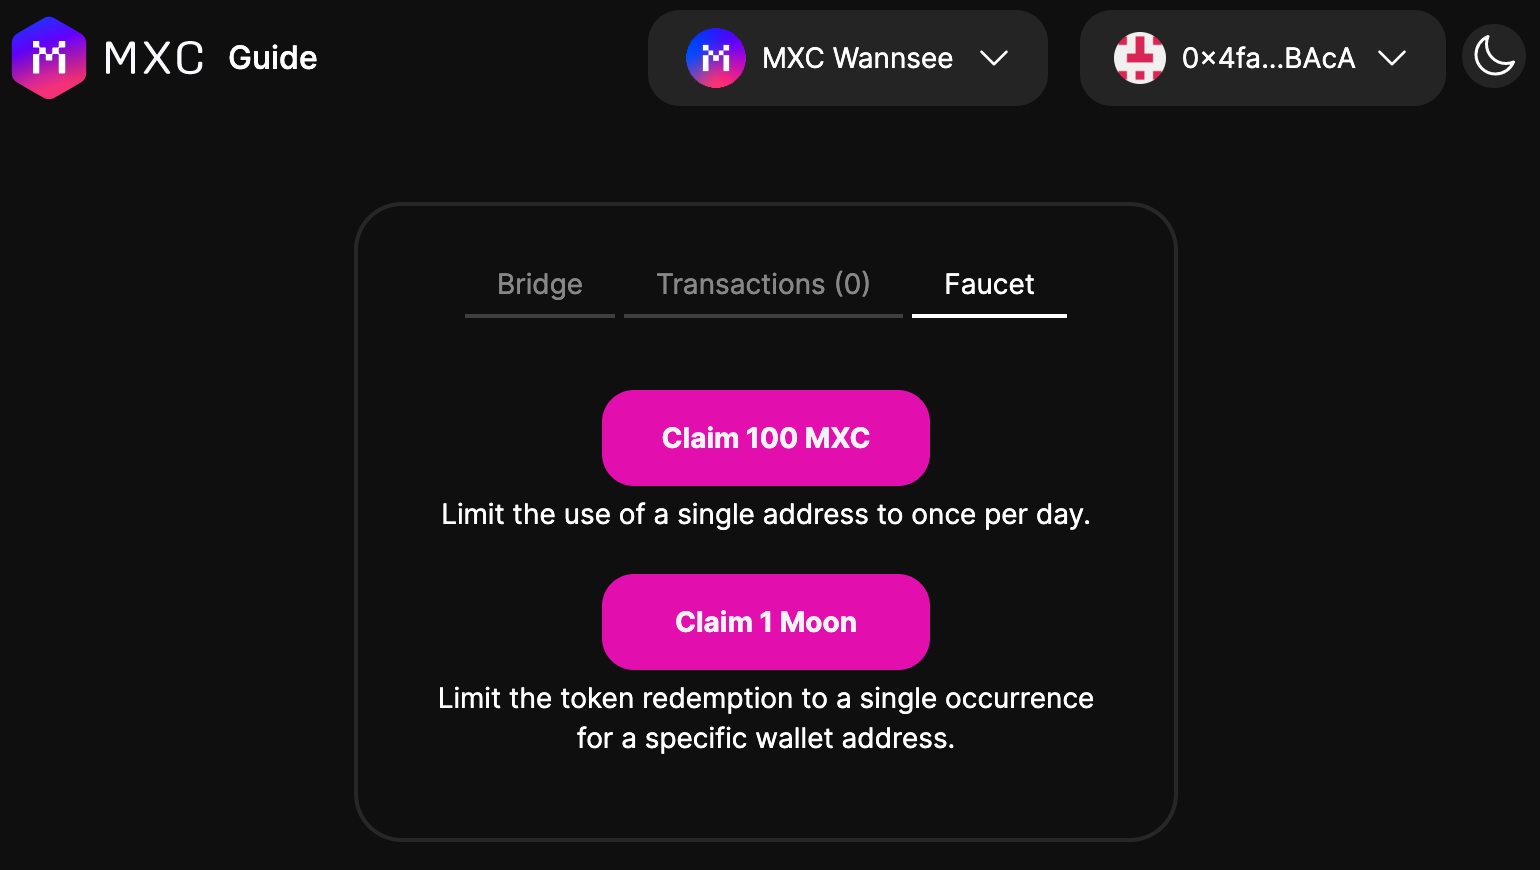 MXC Guide
MXC Wannsee
0x4fa...BAcA
Bridge
Transactions (0)
Faucet
Claim 100 MXC
Limit the use of a single address to once per day.
Claim 1 Moon
Limit the token redemption to a single occurrence
for a specific wallet address.